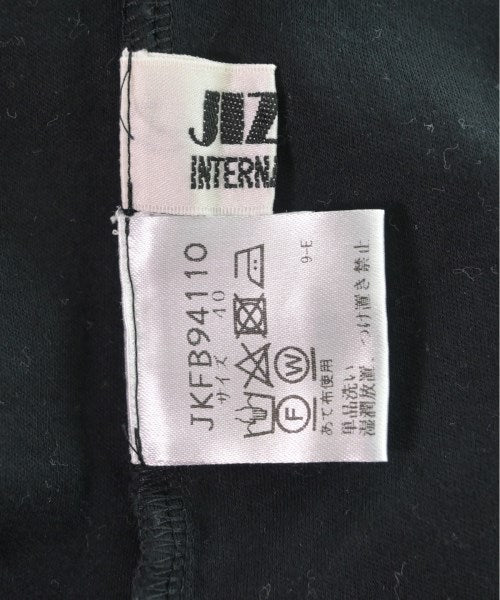 JIZ
INTERNA
JKFB94110
サイズ 40
F W
あて布使用
単品洗い
湿潤放置、つけ置き禁止
9-E